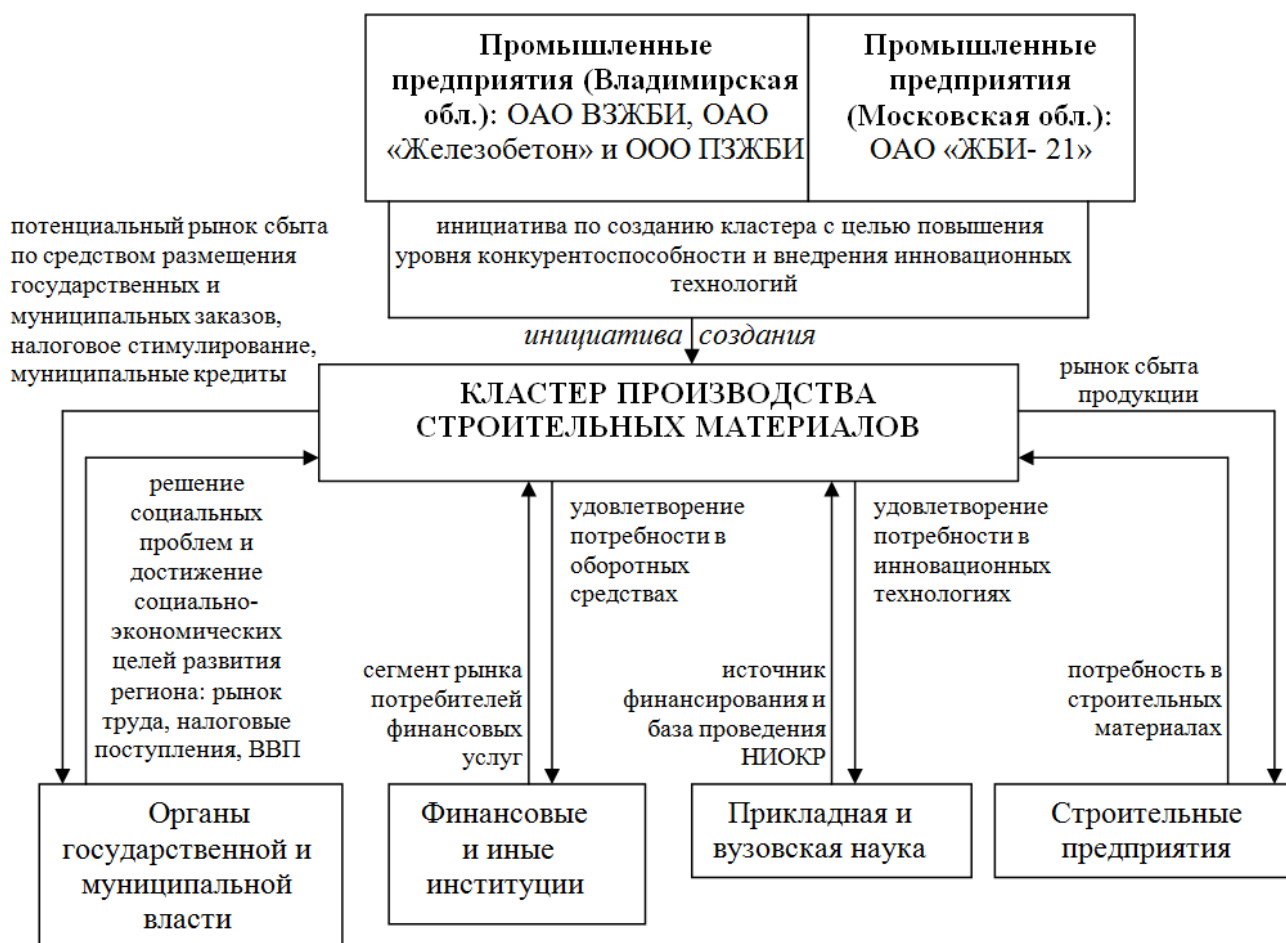 Промышленные
предприятия (Владимирская
обл.): ОАО ВЗЖБИ, ОАО
«Железобетон» и ООО ПЗЖБИ
Промышленные
предприятия
(Московская обл.):
ОАО «ЖБИ- 21»
инициатива по созданию кластера с целью повышения
уровня конкурентоспособности и внедрения инновационных
технологий
потенциальный рынок сбыта
по средством размещения
государственных и
муниципальных заказов,
налоговое стимулирование,
муниципальные кредиты
инициатива создания
КЛАСТЕР ПРОИЗВОДСТВА
СТРОИТЕЛЬНЫХ МАТЕРИАЛОВ
рынок сбыта
продукции
решение
социальных
проблем и
достижение
социально-
экономических
целей развития
региона: рынок
труда, налоговые
поступления, ВВП
сегмент рынка
потребителей
финансовых
услуг
удовлетворение
потребности в
оборотных
средствах
источник
финансирования и
база проведения
НИОКР
удовлетворение
потребности в
инновационных
технологиях
потребность в
строительных
материалах
Органы
государственной и
муниципальной
власти
Финансовые
и иные
институции
Прикладная и
вузовская наука
Строительные
предприятия